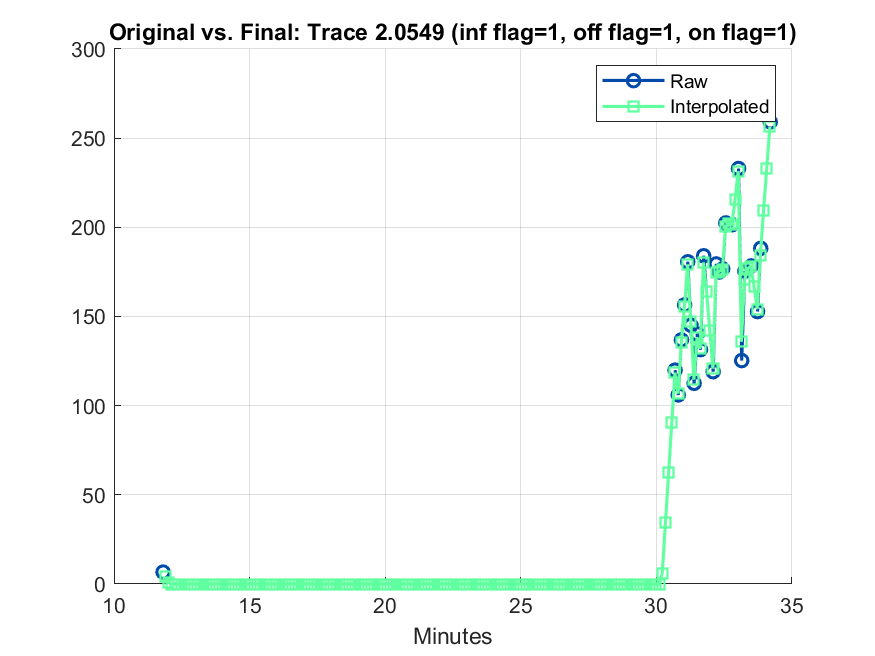 Original vs. Final: Trace 2.0549 (inf flag=1, off flag=1, on flag=1)
300
250
200
150
100
50
0
Raw
Interpolated
10 15 20 25 30 35
Minutes